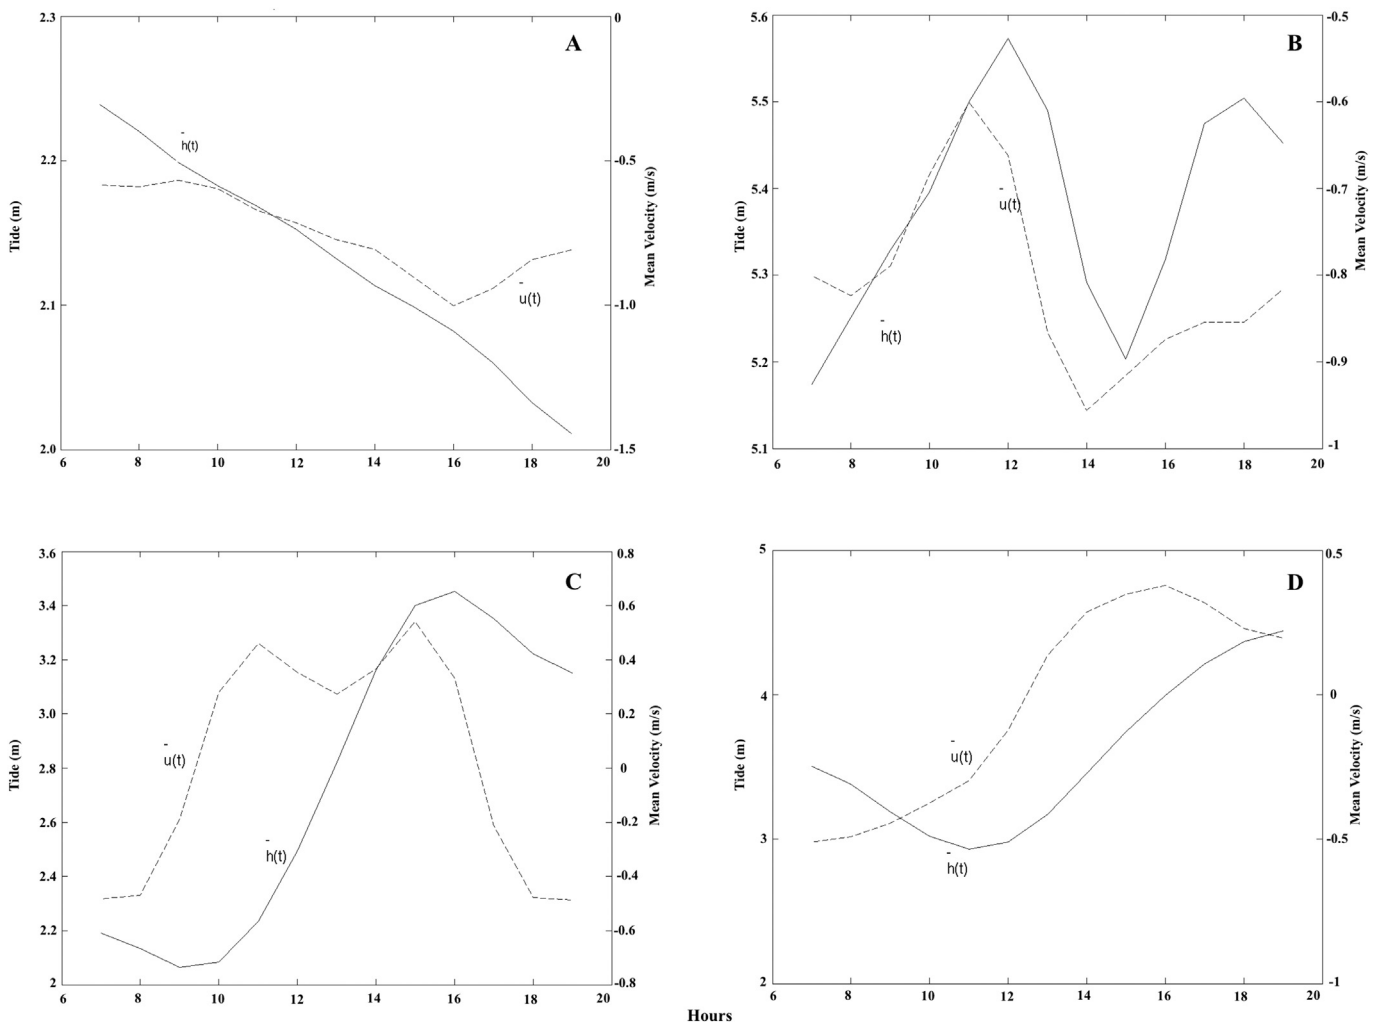 A
2.3
2.2
2.1
2.0
0
-0.5
-1.0
-1.5
Tide (m)
Mean Velocity (m/s)
h̄(t)
ū(t)
6 8 10 12 14 16 18 20
B
5.6
5.5
5.4
5.3
5.2
5.1
-0.5
-0.6
-0.7
-0.8
-0.9
-1
Tide (m)
Mean Velocity (m/s)
ū(t)
h̄(t)
6 8 10 12 14 16 18 20
C
3.6
3.4
3.2
3.0
2.8
2.6
2.4
2.2
2
0.8
0.6
0.4
0.2
0
-0.2
-0.4
-0.6
-0.8
Tide (m)
Mean Velocity (m/s)
ū(t)
h̄(t)
6 8 10 12 14 16 18 20
D
5
4
3
2
0.5
0
-0.5
-1
Tide (m)
Mean Velocity (m/s)
ū(t)
h̄(t)
6 8 10 12 14 16 18 20
Hours